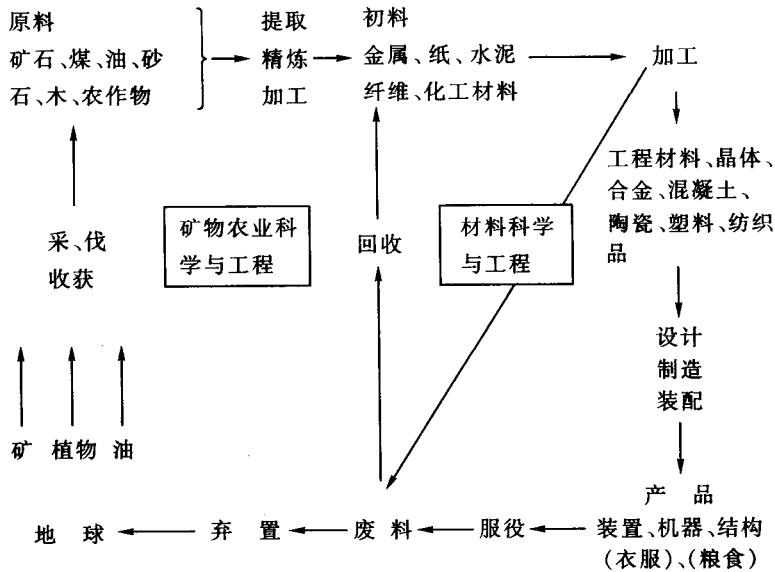 原料
矿石、煤、油、砂
石、木、农作物
提取
精炼
加工
初料
金属、纸、水泥
纤维、化工材料
加工
工程材料、晶体、
合金、混凝土、
陶瓷、塑料、纺织
品
采、伐
收获
矿物农业科
学与工程
回收
材料科学
与工程
设计
制造
装配
矿 植物 油
产 品
装置、机器、结构
(衣服)、(粮食)
服役
废料
弃置
地球